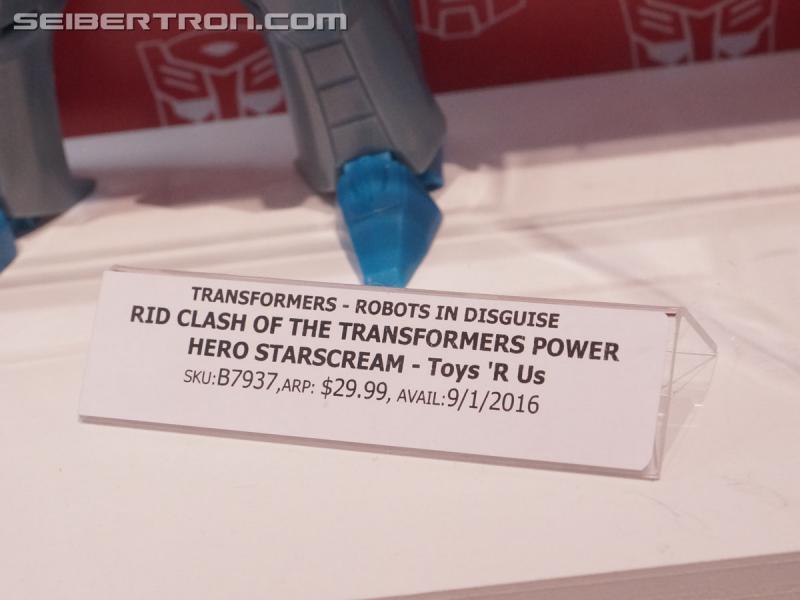 SEIBERTRON.COM
TRANSFORMERS - ROBOTS IN DISGUISE
RID CLASH OF THE TRANSFORMERS POWER
HERO STARSCREAM - Toys 'R Us
SKU:B7937,ARP: $29.99, AVAIL:9/1/2016